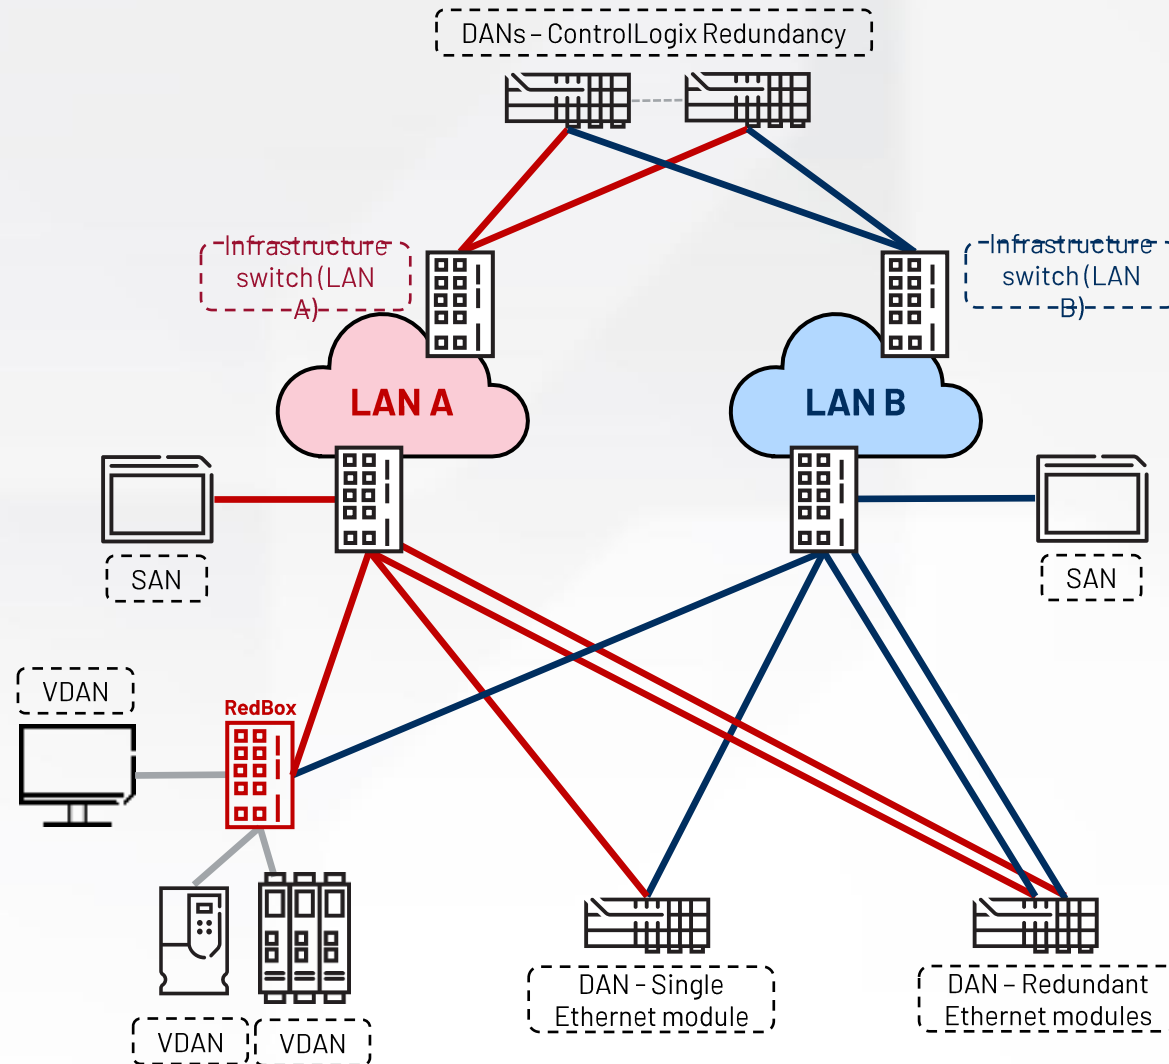 DANs – ControlLogix Redundancy
Infrastructure
switch (LAN
A)
Infrastructure
switch (LAN
B)
LAN A
LAN B
SAN
SAN
VDAN
RedBox
VDAN
VDAN
DAN – Single
Ethernet module
DAN – Redundant
Ethernet modules